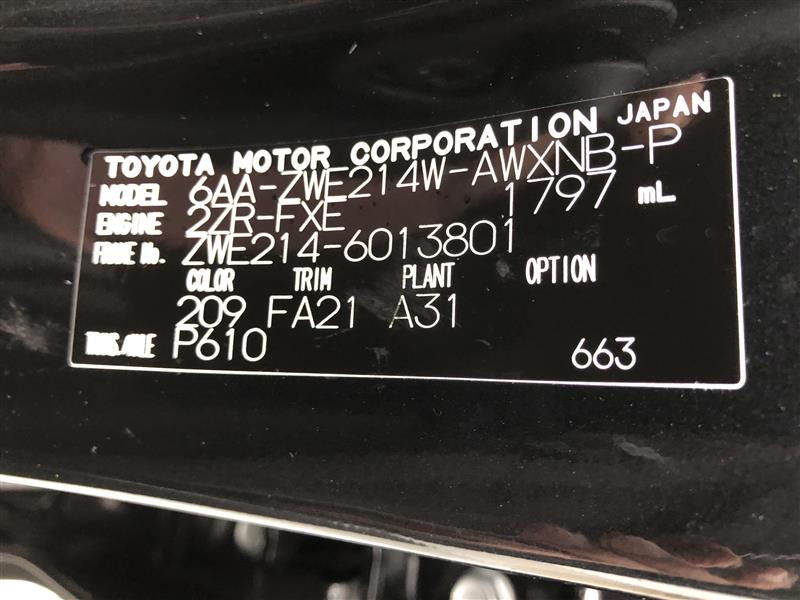 TOYOTA MOTOR CORPORATION JAPAN
MODEL 6AA-ZWE214W-AWXNB-P
ENGINE 2ZR-FXE 1797 mL
FRAME No. ZWE214-6013801
COLOR TRIM PLANT OPTION
209 FA21 A31
TRANS./AXLE P610 663